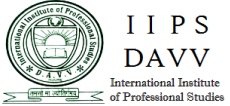 International Institute of Professional Studies
D.A.V.V.
I I P S
DAVV
International Institute
of Professional Studies